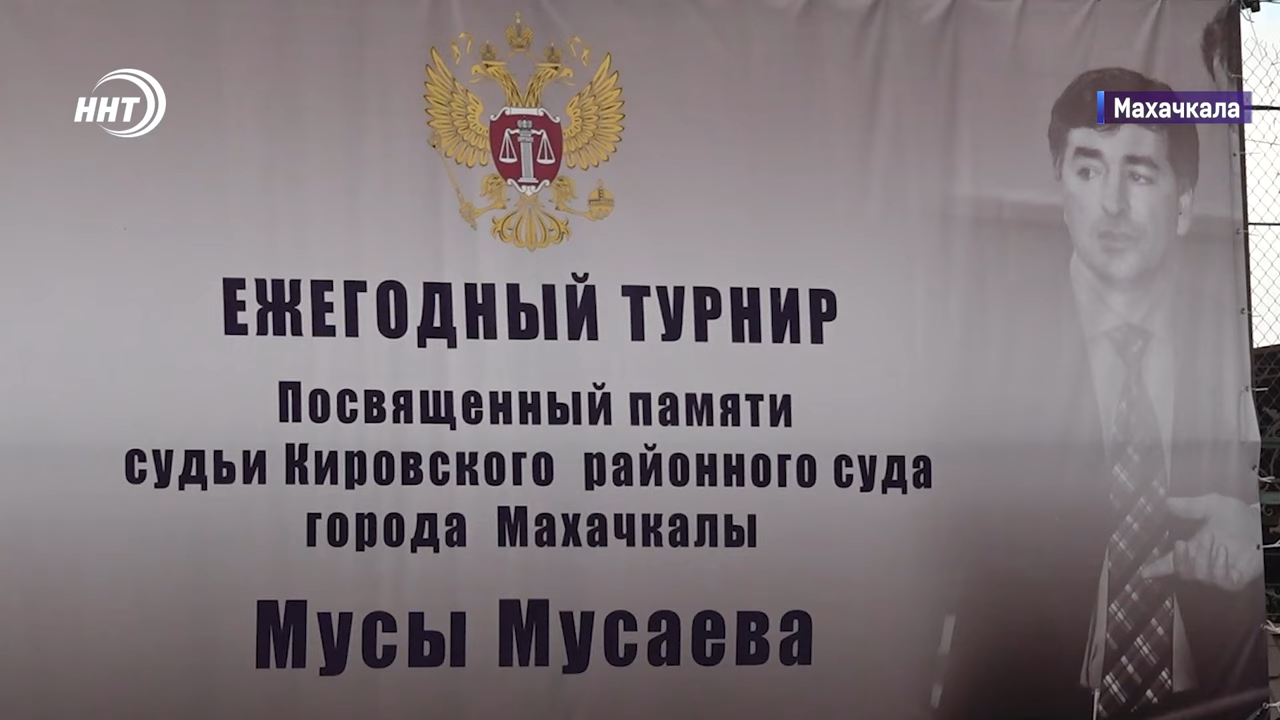 ННТ
Махачкала
ЕЖЕГОДНЫЙ ТУРНИР
Посвященный памяти
судьи Кировского районного суда
города Махачкалы
Мусы Мусаева